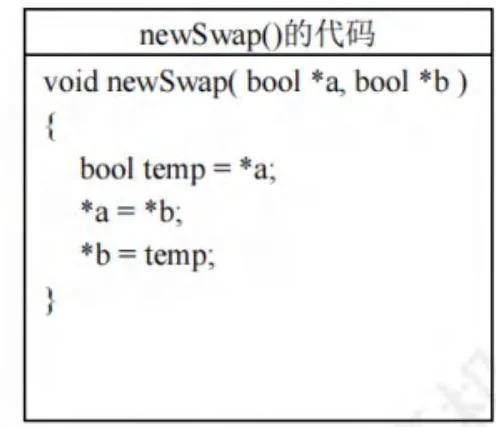 newSwap()的代码
void newSwap( bool *a, bool *b )
{
bool temp = *a;
*a = *b;
*b = temp;
}